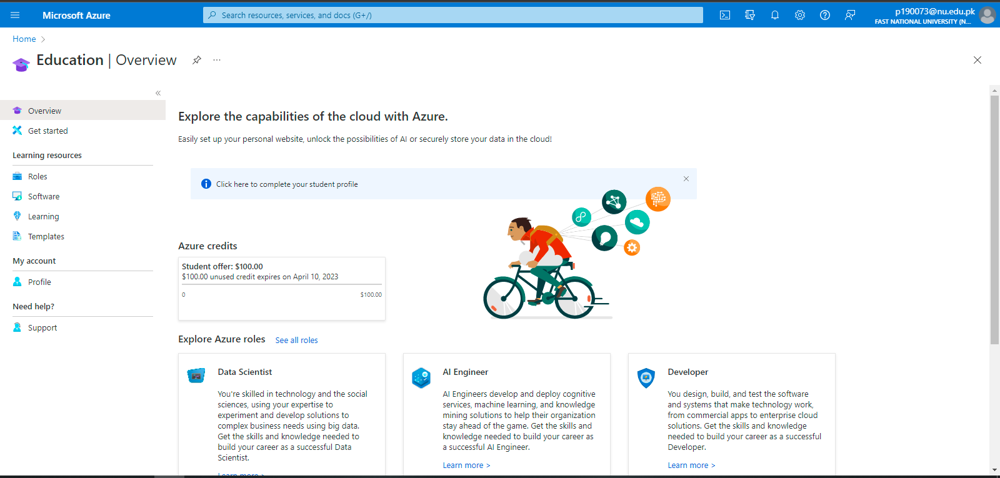 Microsoft Azure
Search resources, services, and docs (G+/)
p190073@nu.edu.pk
FAST NATIONAL UNIVERSITY (N...
Home >
Education | Overview
...
«
Overview
Get started
Learning resources
Roles
Software
Learning
Templates
My account
Profile
Need help?
Support
Explore the capabilities of the cloud with Azure.
Easily set up your personal website, unlock the possibilities of AI or securely store your data in the cloud!
Click here to complete your student profile
Azure credits
Student offer: $100.00
$100.00 unused credit expires on April 10, 2023
0 $100.00
Explore Azure roles See all roles
Data Scientist
You're skilled in technology and the social
sciences, using your expertise to
experiment and develop solutions to
complex business needs using big data.
Get the skills and knowledge needed to
build your career as a successful Data
Scientist.
Learn more >
AI Engineer
AI Engineers develop and deploy cognitive
services, machine learning, and knowledge
mining solutions to help their organization
stay ahead of the game. Get the skills and
knowledge needed to build your career as
a successful AI Engineer.
Learn more >
Developer
You design, build, and test the software
and systems that make technology work,
from commercial apps to enterprise cloud
solutions. Get the skills and knowledge
needed to build your career as a successful
Developer.
Learn more >